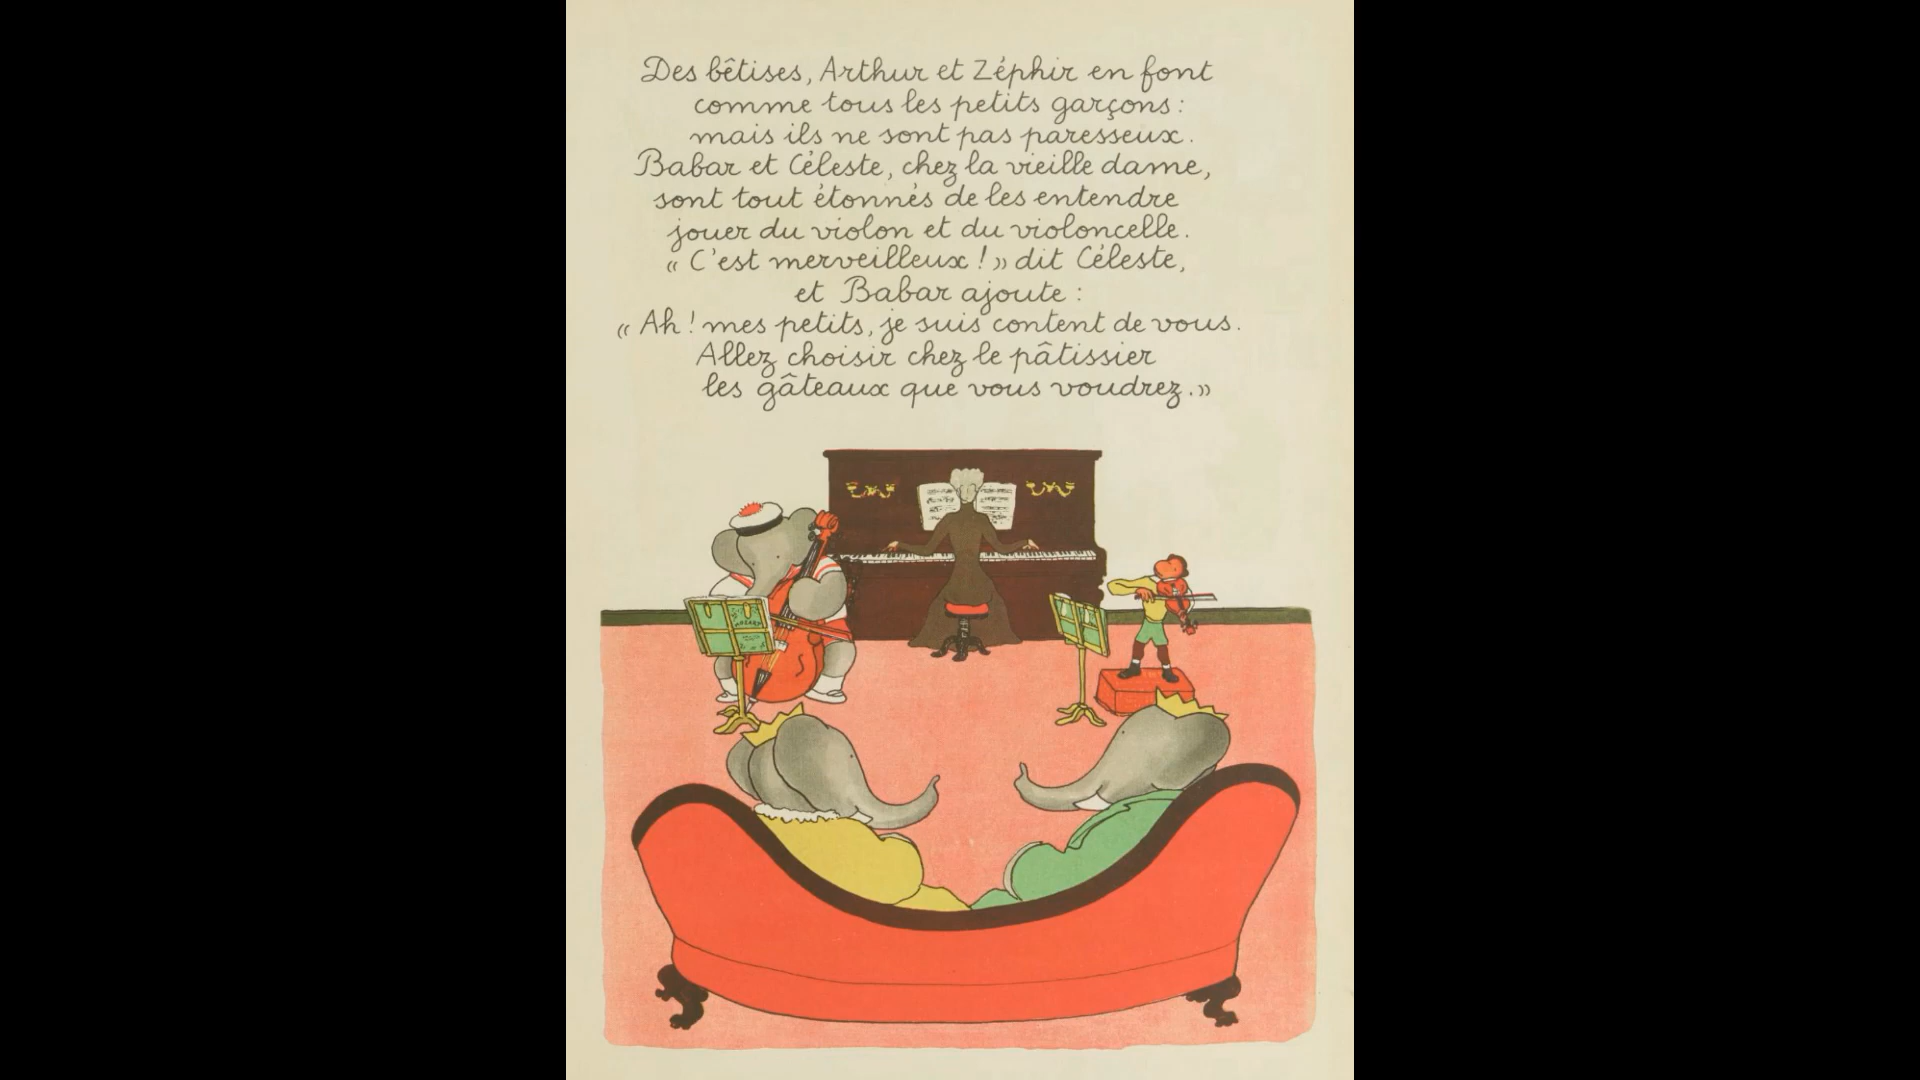 Des bêtises, Arthur et Zéphir en font
comme tous les petits garçons :
mais ils ne sont pas paresseux.
Babar et Céleste, chez la vieille dame,
sont tout étonnés de les entendre
jouer du violon et du violoncelle.
« C'est merveilleux ! » dit Céleste,
et Babar ajoute :
« Ah ! mes petits, je suis content de vous.
Allez choisir chez le pâtissier
les gâteaux que vous voudrez. »
MOZART